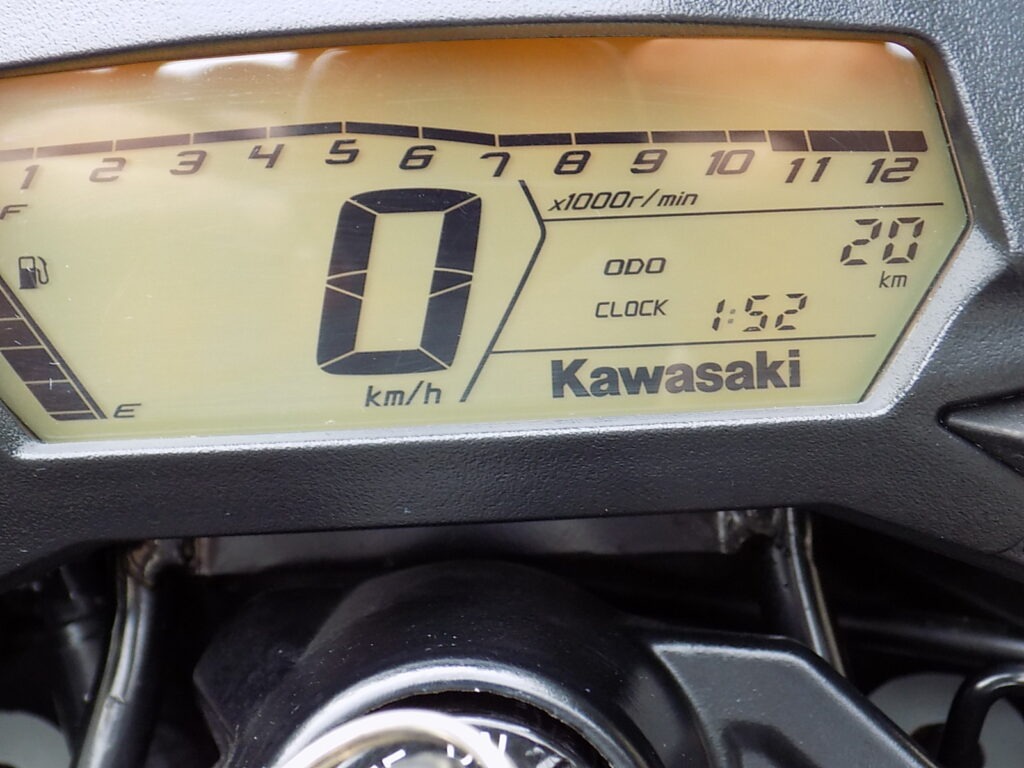 1 2 3 4 5 6 7 8 9 10 11 12
x1000r/min
F
0
km/h
E
20
km
ODO
CLOCK 1:52
Kawasaki